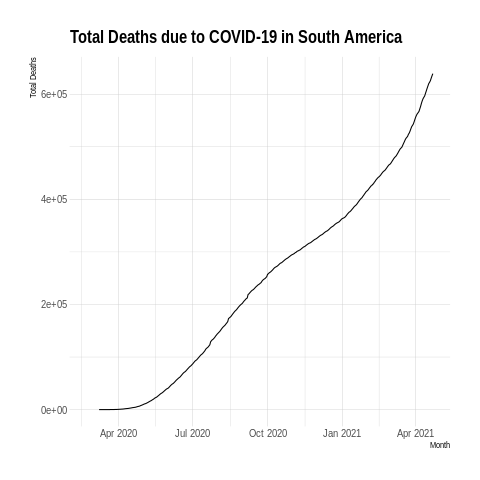 Total Deaths due to COVID-19 in South America
Total Deaths
6e+05
4e+05
2e+05
0e+00
Apr 2020 Jul 2020 Oct 2020 Jan 2021 Apr 2021
Month